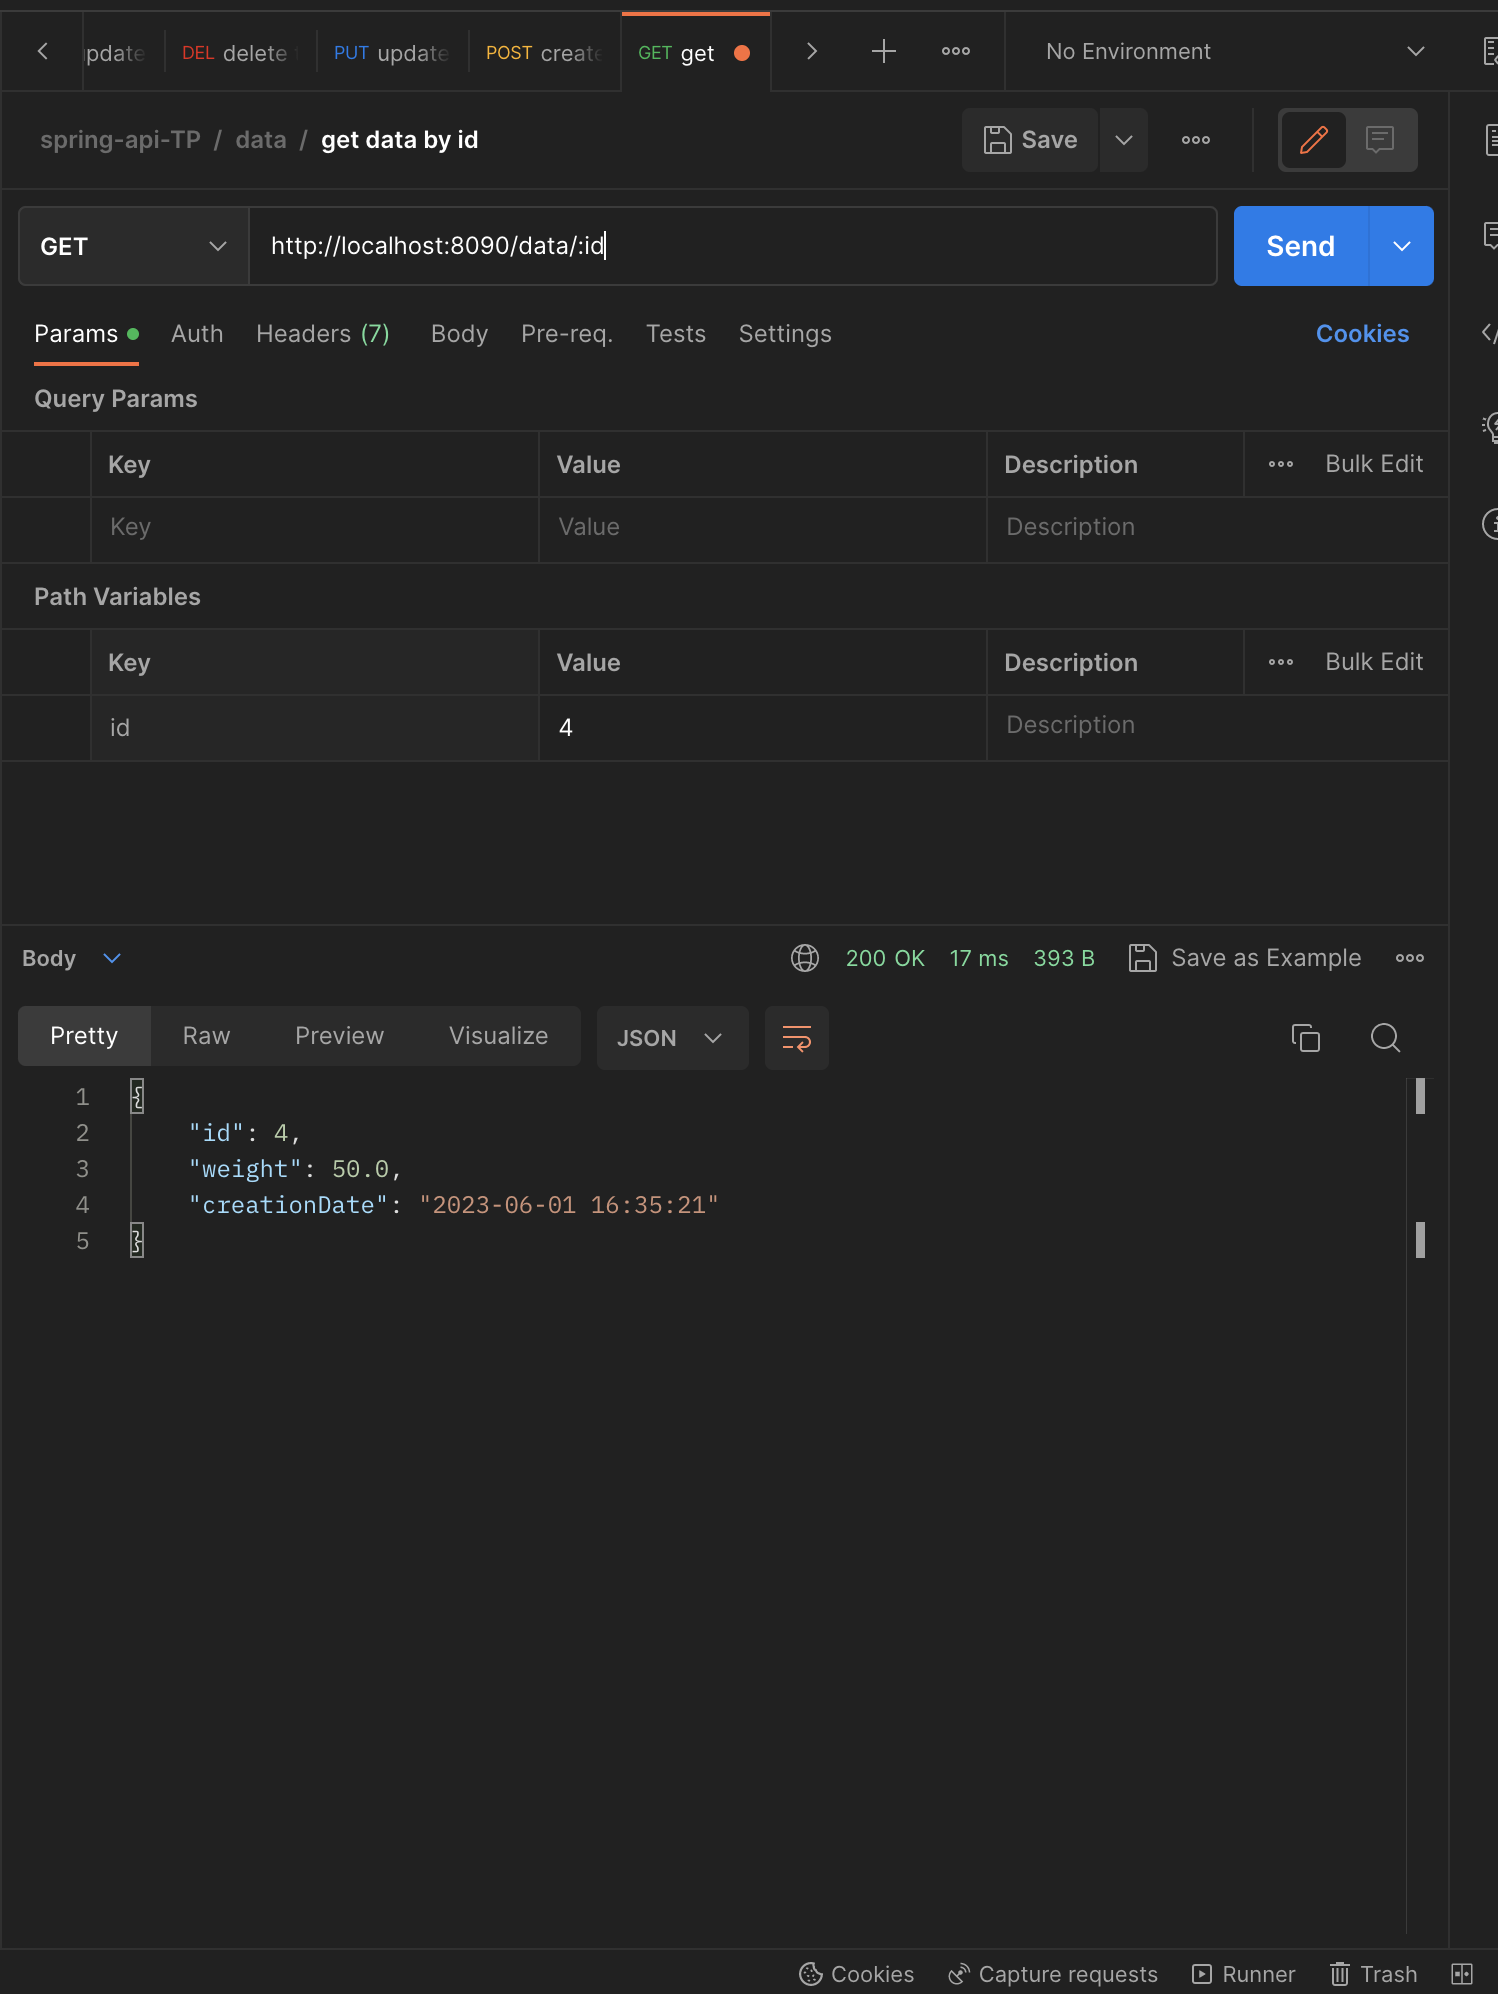 pdate DEL delete PUT update POST create GET get No Environment
spring-api-TP / data / get data by id Save
GET http://localhost:8090/data/:id Send
Params Auth Headers (7) Body Pre-req. Tests Settings Cookies
Query Params
Key Value Description Bulk Edit
Key Value Description
Path Variables
Key Value Description Bulk Edit
id 4 Description
Body 200 OK 17 ms 393 B Save as Example
Pretty Raw Preview Visualize JSON
1 {
2 "id": 4,
3 "weight": 50.0,
4 "creationDate": "2023-06-01 16:35:21"
5 }
Cookies Capture requests Runner Trash